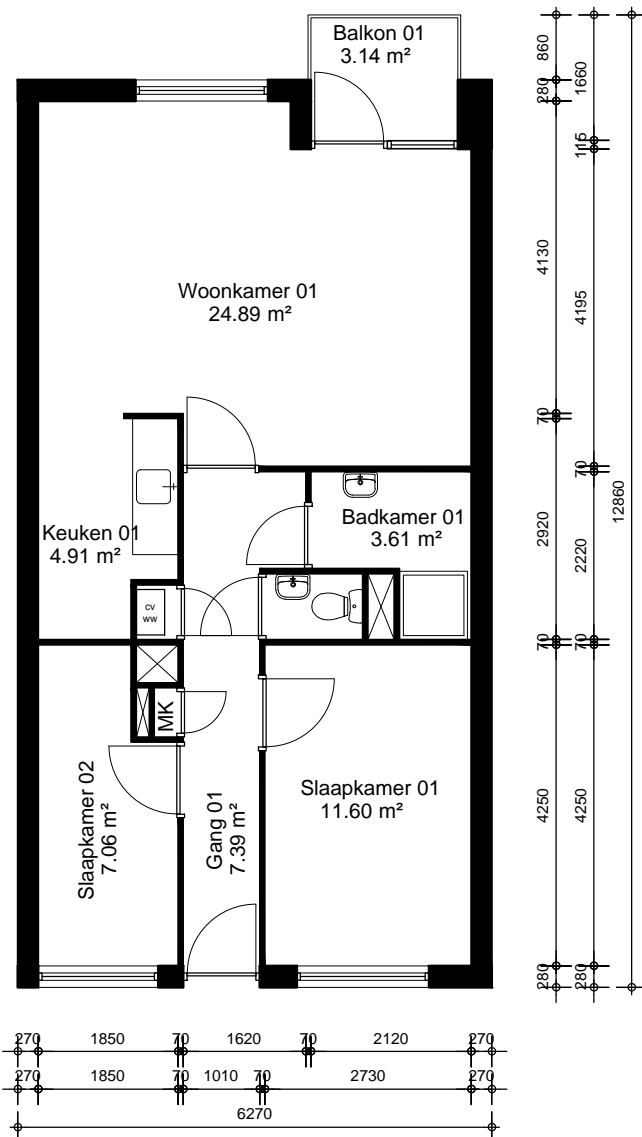 Balkon 01
3.14 m²
Woonkamer 01
24.89 m²
Keuken 01
4.91 m²
Badkamer 01
3.61 m²
cv
ww
MK
Slaapkamer 02
7.06 m²
Gang 01
7.39 m²
Slaapkamer 01
11.60 m²
860
280
4130
70
2920
70
4250
280
1660
115
4195
70
2220
70
4250
280
12860
270 1850 70 1620 70 2120 270
270 1850 70 1010 70 2730 270
6270